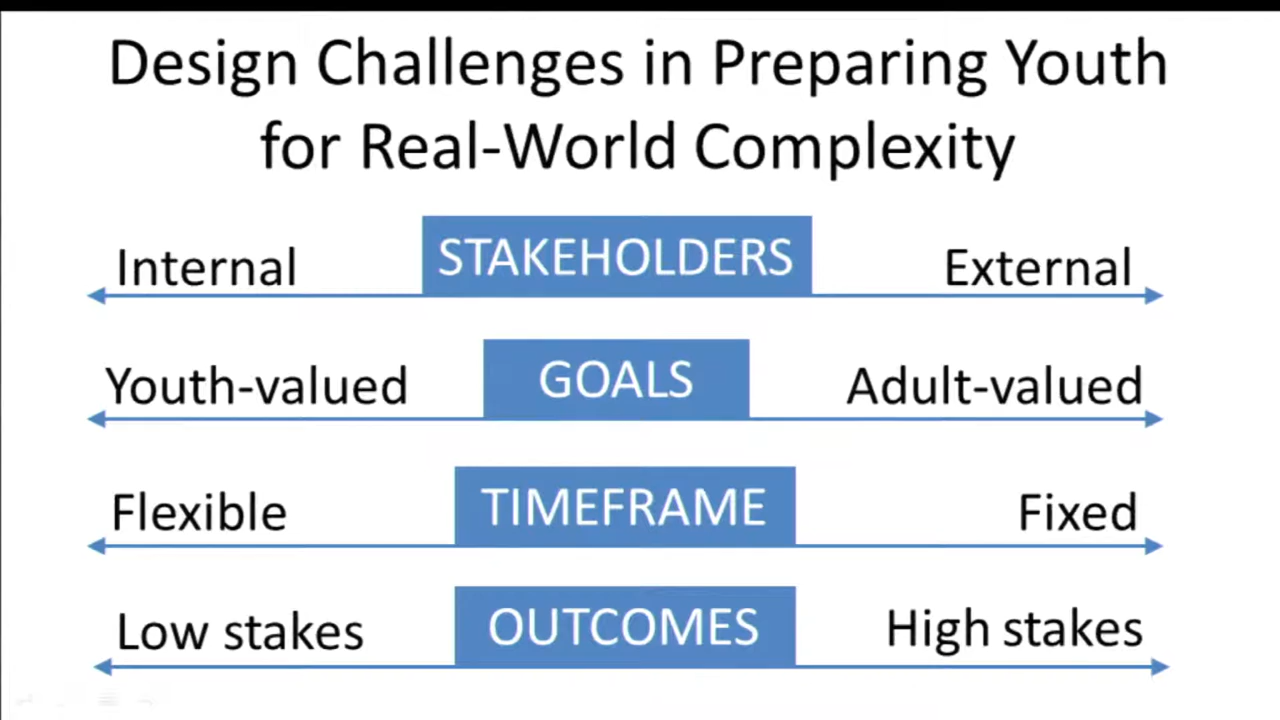 Design Challenges in Preparing Youth
for Real-World Complexity
Internal STAKEHOLDERS External
Youth-valued GOALS Adult-valued
Flexible TIMEFRAME Fixed
Low stakes OUTCOMES High stakes